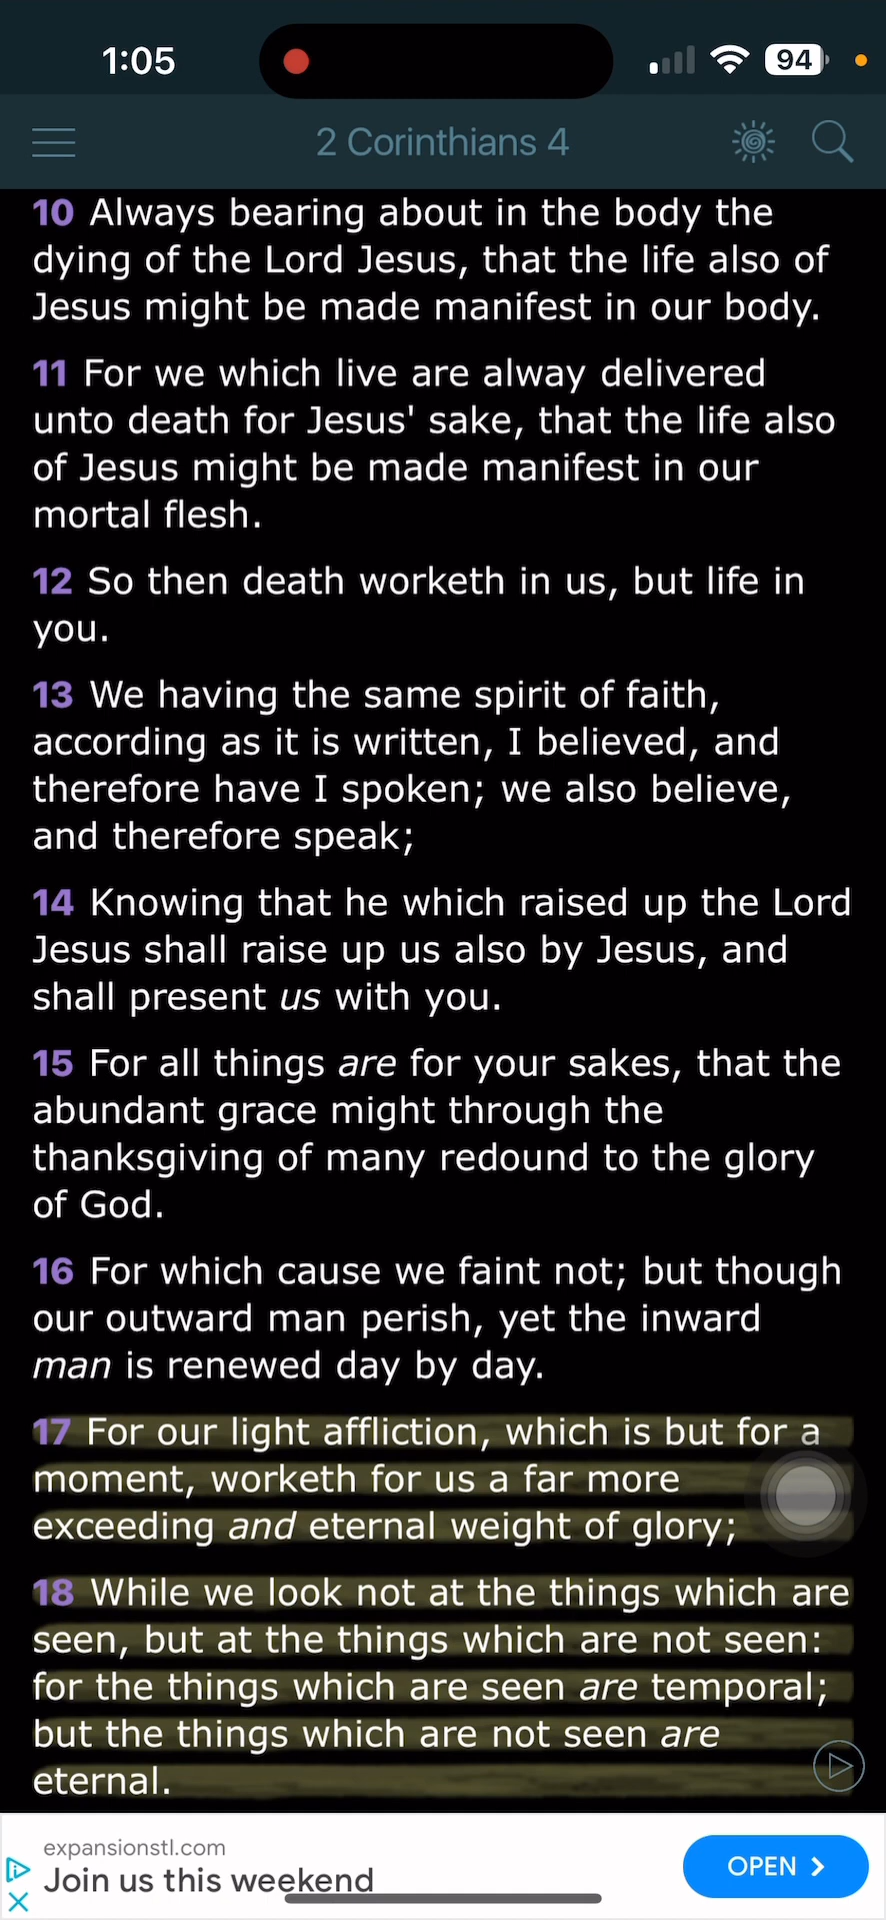 1:05
94
2 Corinthians 4
10 Always bearing about in the body the
dying of the Lord Jesus, that the life also of
Jesus might be made manifest in our body.
11 For we which live are alway delivered
unto death for Jesus' sake, that the life also
of Jesus might be made manifest in our
mortal flesh.
12 So then death worketh in us, but life in
you.
13 We having the same spirit of faith,
according as it is written, I believed, and
therefore have I spoken; we also believe,
and therefore speak;
14 Knowing that he which raised up the Lord
Jesus shall raise up us also by Jesus, and
shall present us with you.
15 For all things are for your sakes, that the
abundant grace might through the
thanksgiving of many redound to the glory
of God.
16 For which cause we faint not; but though
our outward man perish, yet the inward
man is renewed day by day.
17 For our light affliction, which is but for a
moment, worketh for us a far more
exceeding and eternal weight of glory;
18 While we look not at the things which are
seen, but at the things which are not seen:
for the things which are seen are temporal;
but the things which are not seen are
eternal.
expansionstl.com
Join us this weekend
OPEN